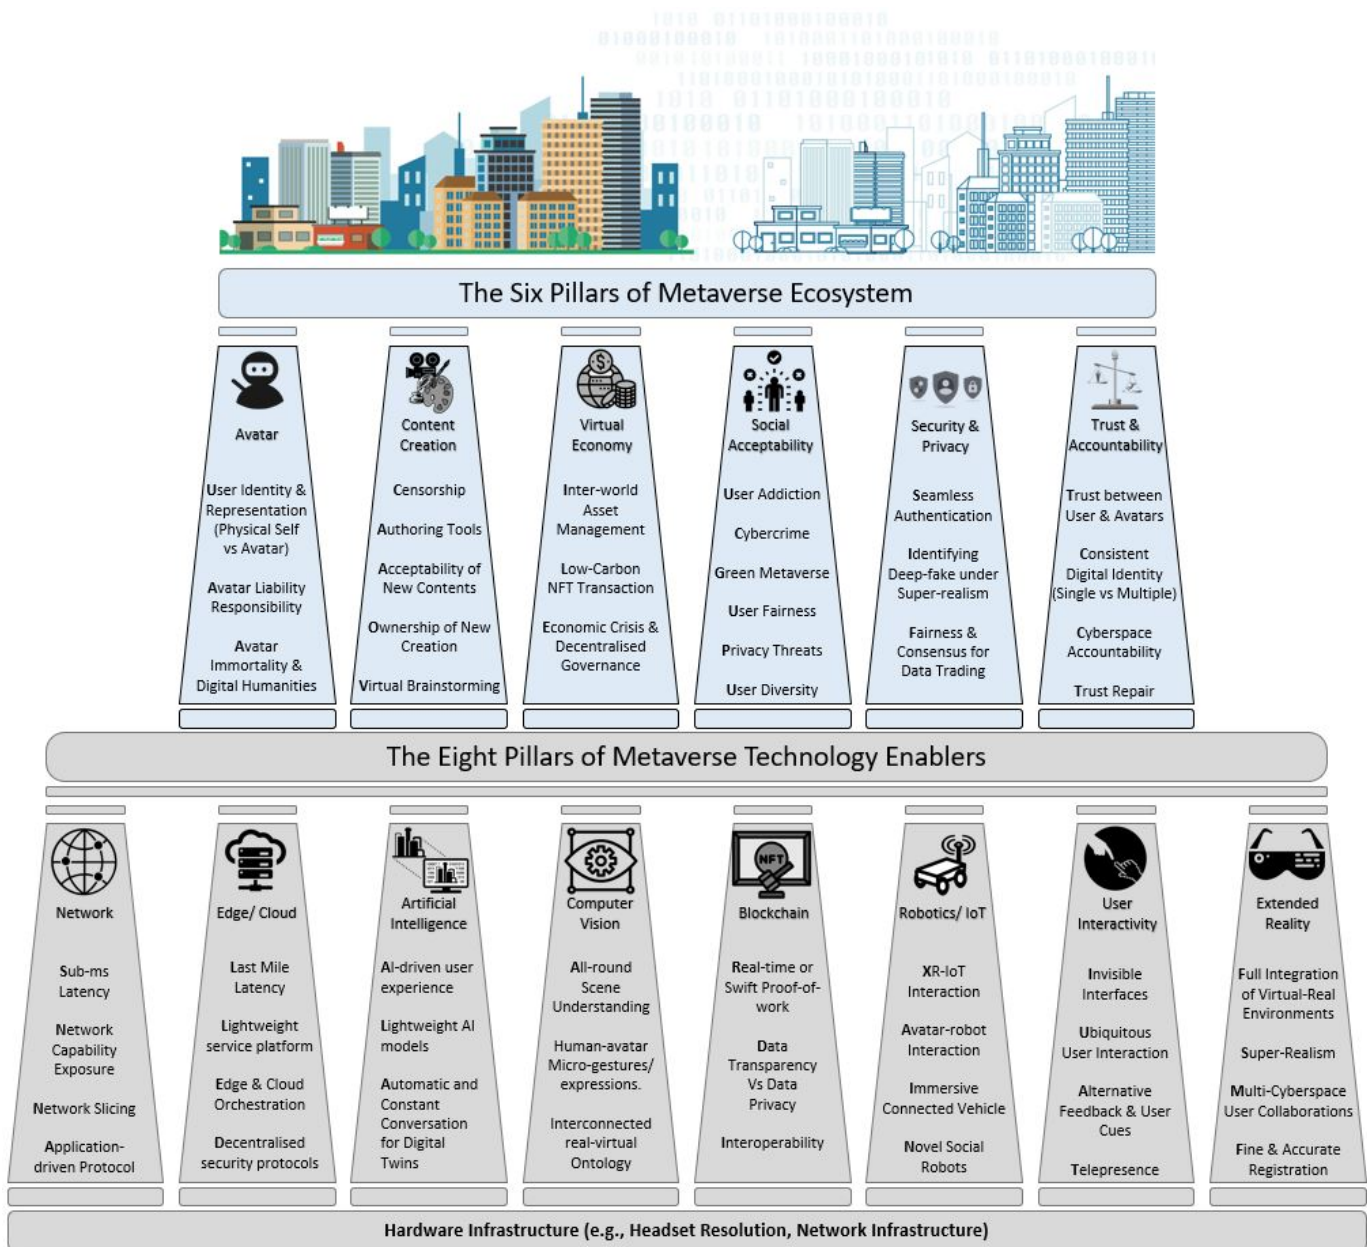 The Six Pillars of Metaverse Ecosystem
Avatar
User Identity &
Representation
(Physical Self
vs Avatar)
Avatar Liability
Responsibility
Avatar
Immortality &
Digital Humanities
Content
Creation
Censorship
Authoring Tools
Acceptability of
New Contents
Ownership of New
Creation
Virtual Brainstorming
Virtual
Economy
Inter-world
Asset
Management
Low-Carbon
NFT Transaction
Economic Crisis &
Decentralised
Governance
Social
Acceptability
User Addiction
Cybercrime
Green Metaverse
User Fairness
Privacy Threats
User Diversity
Security &
Privacy
Seamless
Authentication
Identifying
Deep-fake under
Super-realism
Fairness &
Consensus for
Data Trading
Trust &
Accountability
Trust between
User & Avatars
Consistent
Digital Identity
(Single vs Multiple)
Cyberspace
Accountability
Trust Repair
The Eight Pillars of Metaverse Technology Enablers
Network
Sub-ms
Latency
Network
Capability
Exposure
Network Slicing
Application-
driven Protocol
Edge/ Cloud
Last Mile
Latency
Lightweight
service platform
Edge & Cloud
Orchestration
Decentralised
security protocols
Artificial
Intelligence
AI-driven user
experience
Lightweight AI
models
Automatic and
Constant
Conversation
for Digital
Twins
Computer
Vision
All-round
Scene
Understanding
Human-avatar
Micro-gestures/
expressions.
Interconnected
real-virtual
Ontology
NFT
Blockchain
Real-time or
Swift Proof-of-
work
Data
Transparency
Vs Data
Privacy
Interoperability
Robotics/ IoT
XR-IoT
Interaction
Avatar-robot
Interaction
Immersive
Connected Vehicle
Novel Social
Robots
User
Interactivity
Invisible
Interfaces
Ubiquitous
User Interaction
Alternative
Feedback & User
Cues
Telepresence
Extended
Reality
Full Integration
of Virtual-Real
Environments
Super-Realism
Multi-Cyberspace
User Collaborations
Fine & Accurate
Registration
Hardware Infrastructure (e.g., Headset Resolution, Network Infrastructure)